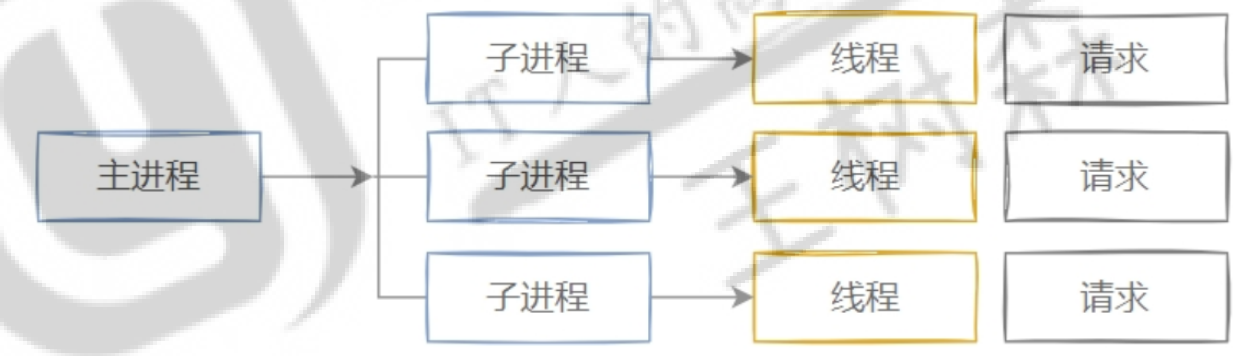 子进程 线程 请求
主进程 子进程 线程 请求
子进程 线程 请求
IT人的
王树森